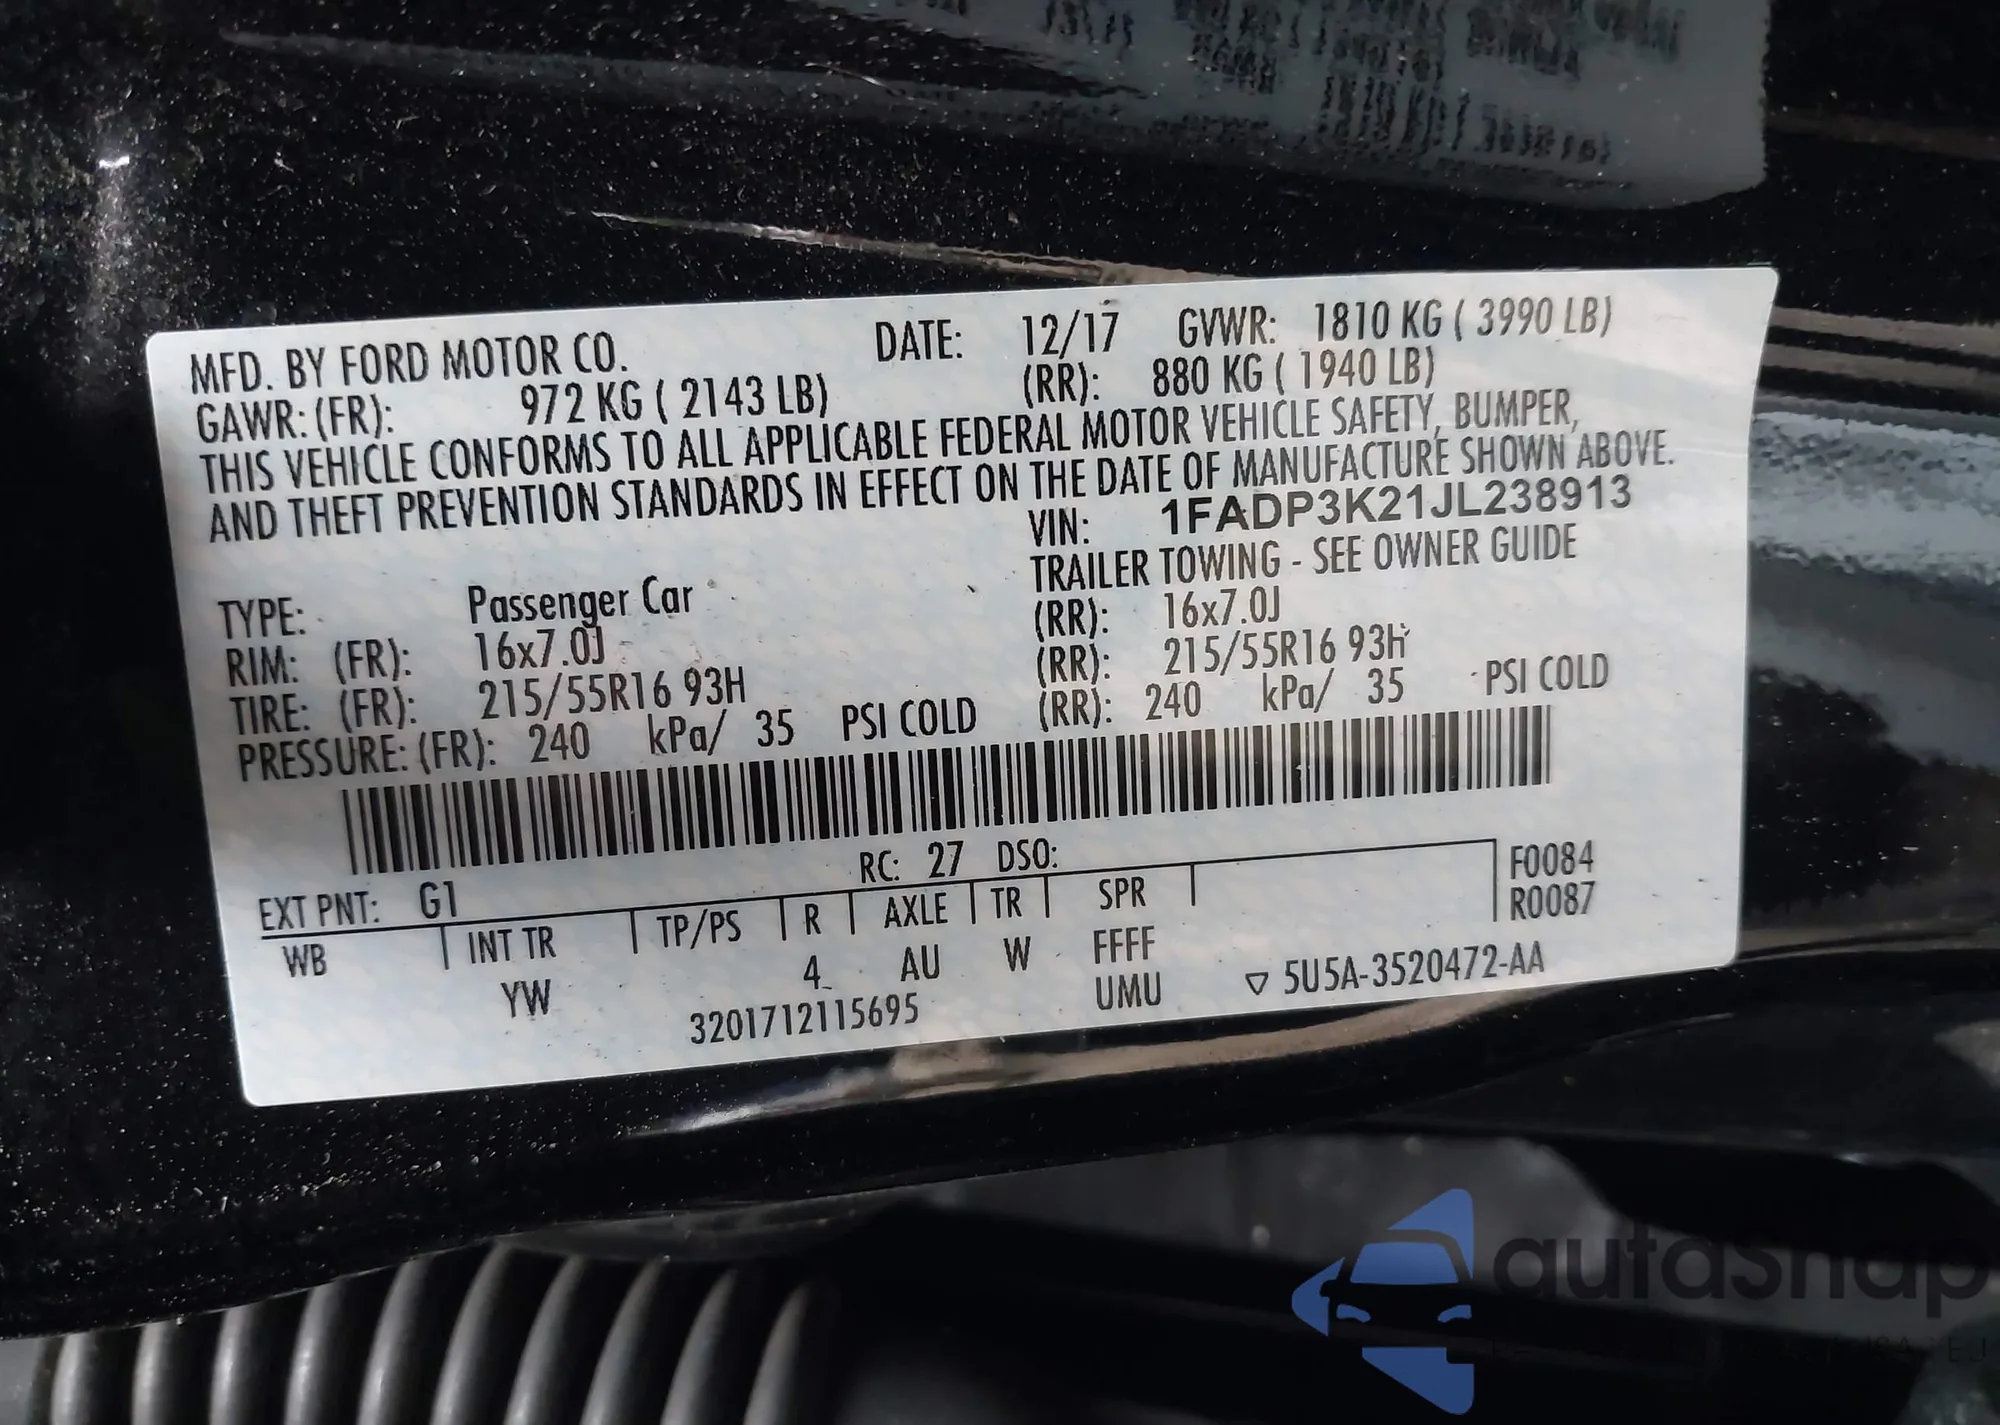 MFD. BY FORD MOTOR CO. DATE: 12/17 GVWR: 1810 KG ( 3990 LB)
GAWR: (FR): 972 KG ( 2143 LB) (RR): 880 KG ( 1940 LB)
THIS VEHICLE CONFORMS TO ALL APPLICABLE FEDERAL MOTOR VEHICLE SAFETY, BUMPER,
AND THEFT PREVENTION STANDARDS IN EFFECT ON THE DATE OF MANUFACTURE SHOWN ABOVE.
VIN: 1FADP3K21JL238913
TYPE: Passenger Car TRAILER TOWING - SEE OWNER GUIDE
RIM: (FR): 16x7.0J (RR): 16x7.0J
TIRE: (FR): 215/55R16 93H (RR): 215/55R16 93H
PRESSURE: (FR): 240 kPa/ 35 PSI COLD (RR): 240 kPa/ 35 PSI COLD
EXT PNT: G1 RC: 27 DSO: F0084
R0087
WB INT TR TP/PS R AXLE TR SPR
YW 4 AU W FFFF
3201712115695 UMU ▽ 5U5A-3520472-AA
autasnap